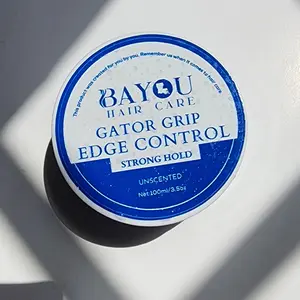 This product was created for you by you. Remember us when it comes to hair care
BAYOU
HAIR CARE
GATOR GRIP
EDGE CONTROL
STRONG HOLD
UNSCENTED
Net 100ml/3.5oz